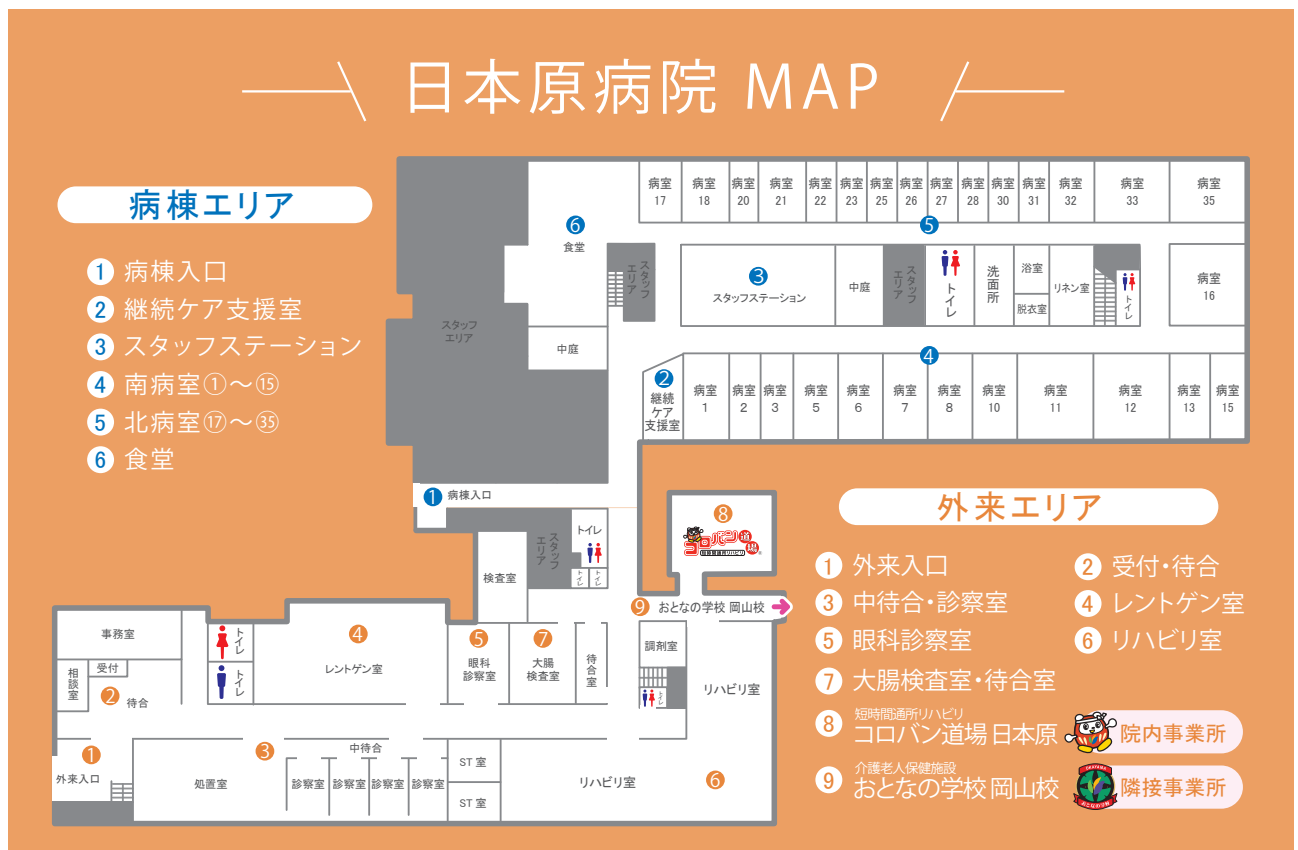 日本原病院 MAP
病棟エリア
1 病棟入口
2 継続ケア支援室
3 スタッフステーション
4 南病室①～⑮
5 北病室⑰～㉟
6 食堂
病室 17
病室 18
病室 20
病室 21
病室 22
病室 23
病室 25
病室 26
病室 27
病室 28
病室 30
病室 31
病室 32
病室 33
病室 35
5
6
食堂
スタッフエリア
3
スタッフステーション
中庭
スタッフエリア
トイレ
洗面所
浴室
脱衣室
リネン室
トイレ
病室 16
スタッフ
エリア
中庭
4
2
継続
ケア
支援室
病室 1
病室 2
病室 3
病室 5
病室 6
病室 7
病室 8
病室 10
病室 11
病室 12
病室 13
病室 15
1 病棟入口
スタッフエリア
トイレ
トイレ
トイレ
検査室
8
コロバン道場
9 おとなの学校 岡山校
事務室
受付
相談室
2 待合
トイレ
トイレ
4
レントゲン室
5
眼科
診察室
7
大腸
検査室
待合室
調剤室
トイレ
リハビリ室
1
外来入口
3
処置室
中待合
診察室
診察室
診察室
診察室
ST 室
ST 室
リハビリ室
6
外来エリア
1 外来入口
2 受付・待合
3 中待合・診察室
4 レントゲン室
5 眼科診察室
6 リハビリ室
7 大腸検査室・待合室
短時間通所リハビリ
8 コロバン道場 日本原
院内事業所
介護老人保健施設
9 おとなの学校 岡山校
隣接事業所